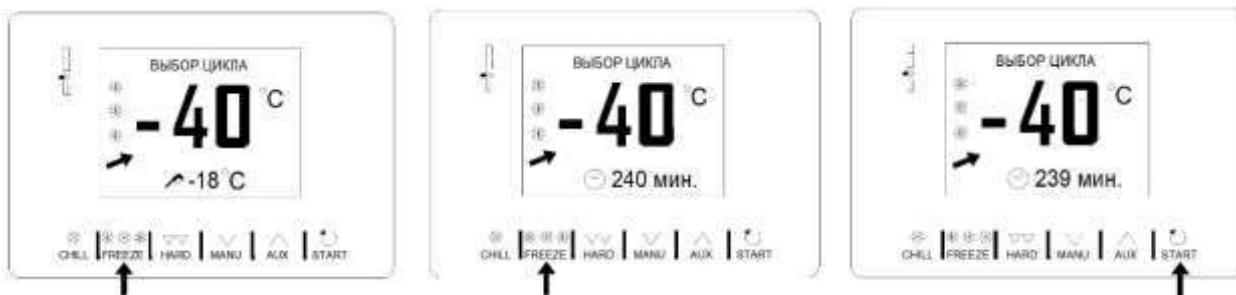 ВЫБОР ЦИКЛА
-40 °C
-18°C
CHILL FREEZE HARD MANU AUX START
ВЫБОР ЦИКЛА
-40 °C
240 мин.
CHILL FREEZE HARD MANU AUX START
ВЫБОР ЦИКЛА
-40 °C
239 мин.
CHILL FREEZE HARD MANU AUX START